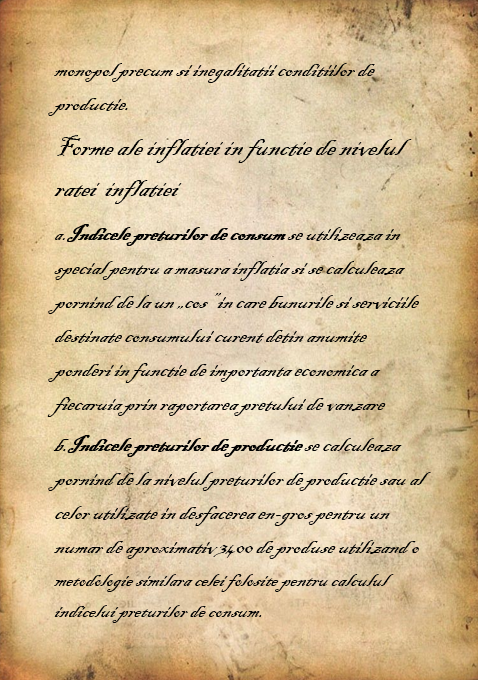 monopol precum si inegalitatii conditiilor de
productie.
Forme ale inflatiei in functie de nivelul
ratei inflatiei
a. Indicele preturilor de consum se utilizeaza in
special pentru a masura inflatia si se calculeaza
pornind de la un „cos ”in care bunurile si serviciile
destinate consumului curent detin anumite
ponderi in functie de importanta economica a
fiecaruia prin raportarea pretului de vanzare
b. Indicele preturilor de productie se calculeaza
pornind de la nivelul preturilor de productie sau al
celor utilizate in desfacerea en-gros pentru un
numar de aproximativ 3400 de produse utilizand o
metodologie similara celei folosite pentru calculul
indicelui preturilor de consum.